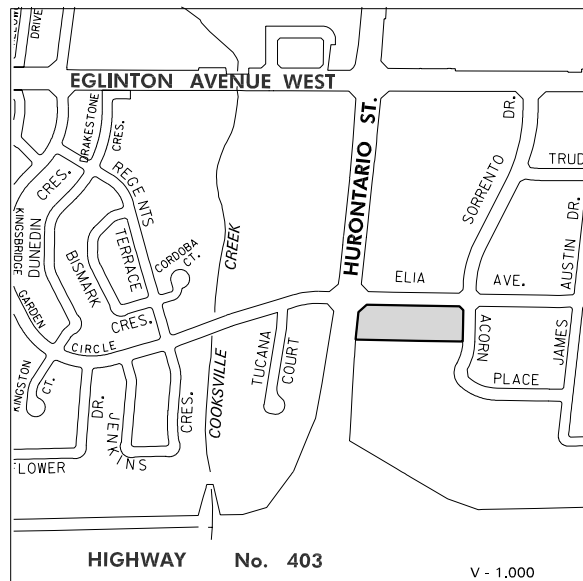 DRIVE
EGLINTON AVENUE WEST
DRAKESTONE
CRES.
REGENTS
TERRACE
CRES.
DUNEDIN
KINGSBRIDGE
GARDEN
CIRCLE
BISMARK
CRES.
CORDOBA
CT.
KINGSTON
CT.
FLOWER
DR.
JENKINS
CRES.
COOKSVILLE CREEK
TUCANA
COURT
HURONTARIO ST.
ELIA AVE.
SORRENTO DR.
TRUD
AUSTIN DR.
JAMES
ACORN
PLACE
HIGHWAY No. 403
V - 1,000